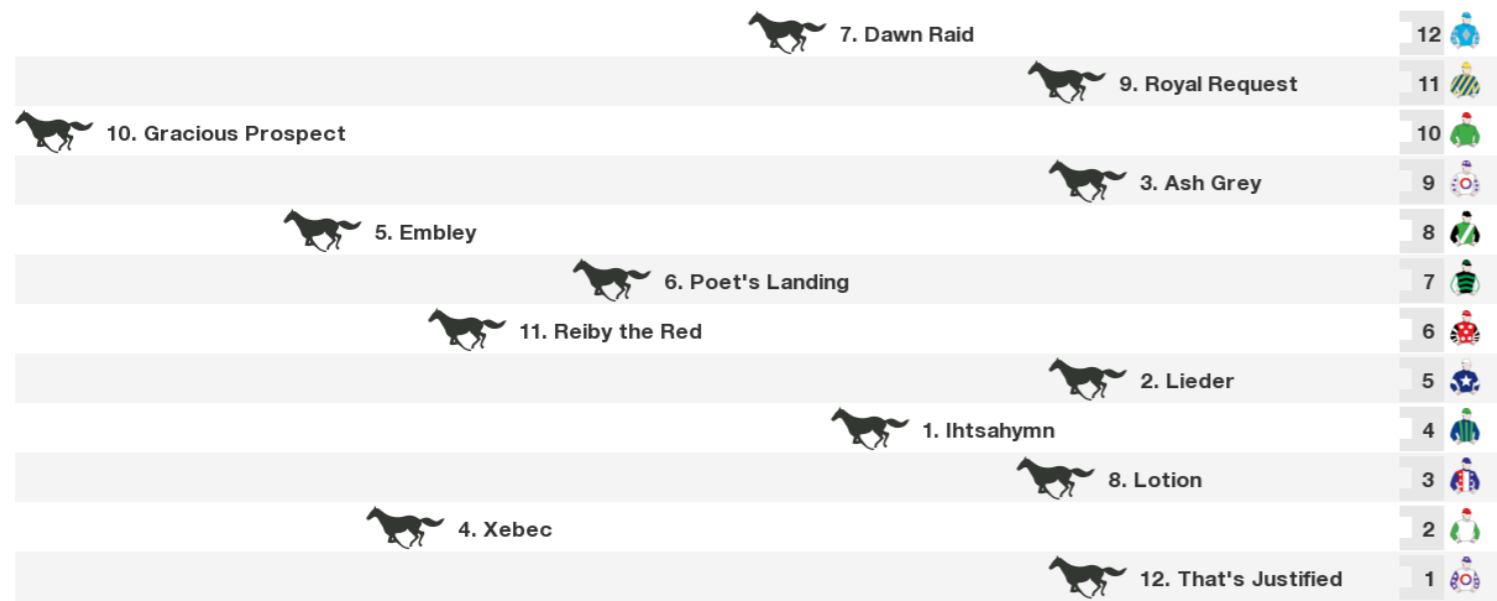 7. Dawn Raid 12
9. Royal Request 11
10. Gracious Prospect 10
3. Ash Grey 9
5. Embley 8
6. Poet's Landing 7
11. Reiby the Red 6
2. Lieder 5
1. Ihtsahymn 4
8. Lotion 3
4. Xebec 2
12. That's Justified 1